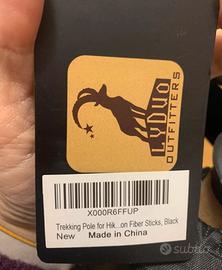 LYDUO
OUTFITTERS
X000R6FFUP
Trekking Pole for Hik...on Fiber Sticks, Black
New Made in China
subito